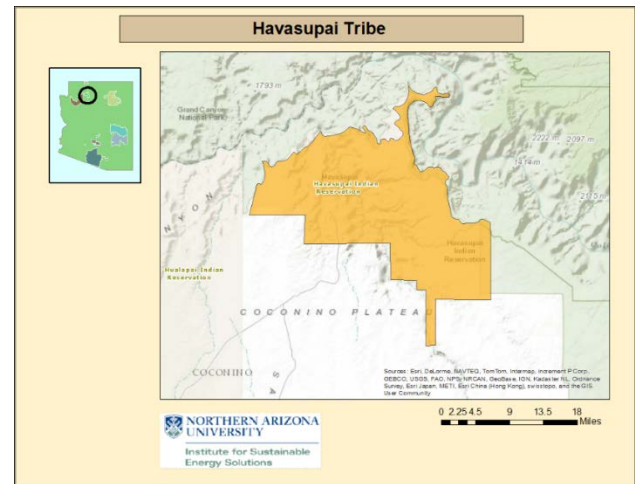 Havasupai Tribe
1793 m
Grand Canyon
National Park
2222 m
2097 m
1414 m
2175 m
Havasupai
Havasupai Indian
Reservation
Havasupai
Indian
Reservation
Hualapai Indian
Reservation
COCONINO PLATEAU
COCONINO
Sources: Esri, DeLorme, NAVTEQ, TomTom, Intermap, increment P Corp.,
GEBCO, USGS, FAO, NPS, NRCAN, GeoBase, IGN, Kadaster NL, Ordnance
Survey, Esri Japan, METI, Esri China (Hong Kong), swisstopo, and the GIS
User Community
0 2.25 4.5 9 13.5 18
Miles
NORTHERN ARIZONA
UNIVERSITY
Institute for Sustainable
Energy Solutions